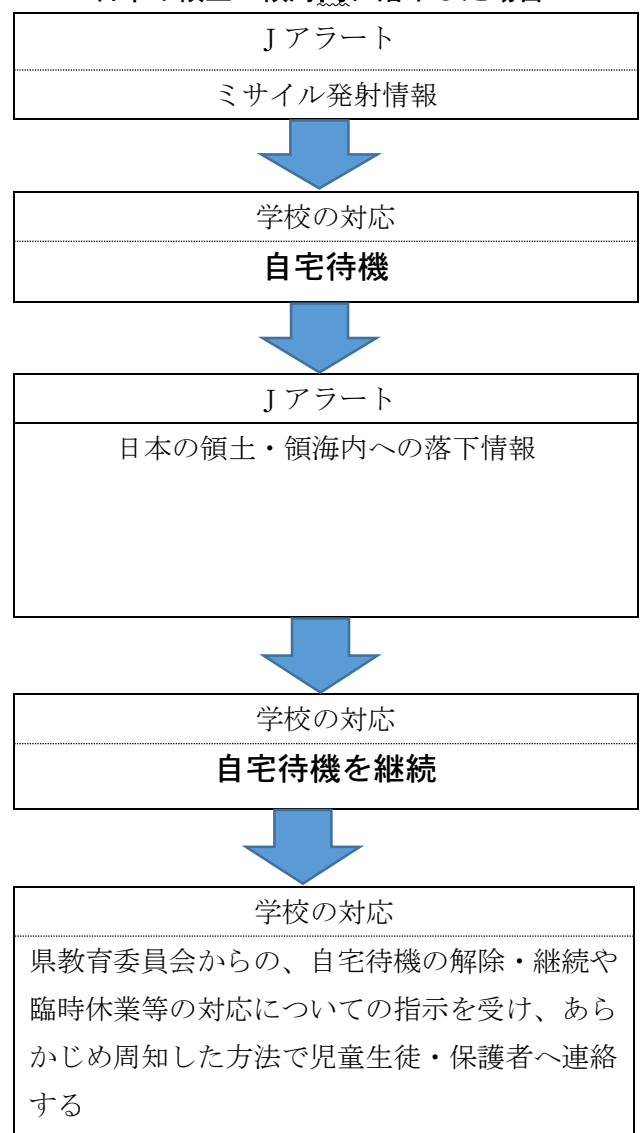 Jアラート
ミサイル発射情報
学校の対応
自宅待機
Jアラート
日本の領土・領海内への落下情報
学校の対応
自宅待機を継続
学校の対応
県教育委員会からの、自宅待機の解除・継続や
臨時休業等の対応についての指示を受け、あら
かじめ周知した方法で児童生徒・保護者へ連絡
する